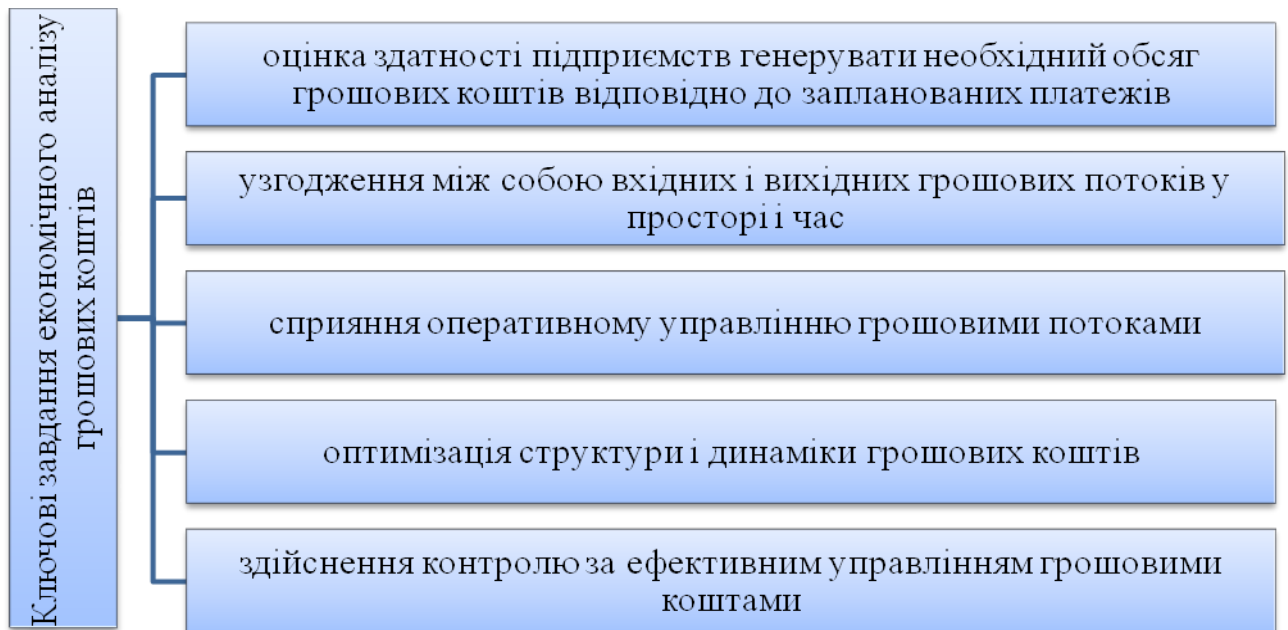 Ключові завдання економічного аналізу
грошових коштів
оцінка здатності підприємств генерувати необхідний обсяг
грошових коштів відповідно до запланованих платежів
узгодження між собою вхідних і вихідних грошових потоків у
просторі і час
сприяння оперативному управлінню грошовими потоками
оптимізація структури і динаміки грошових коштів
здійснення контролю за ефективним управлінням грошовими
коштами